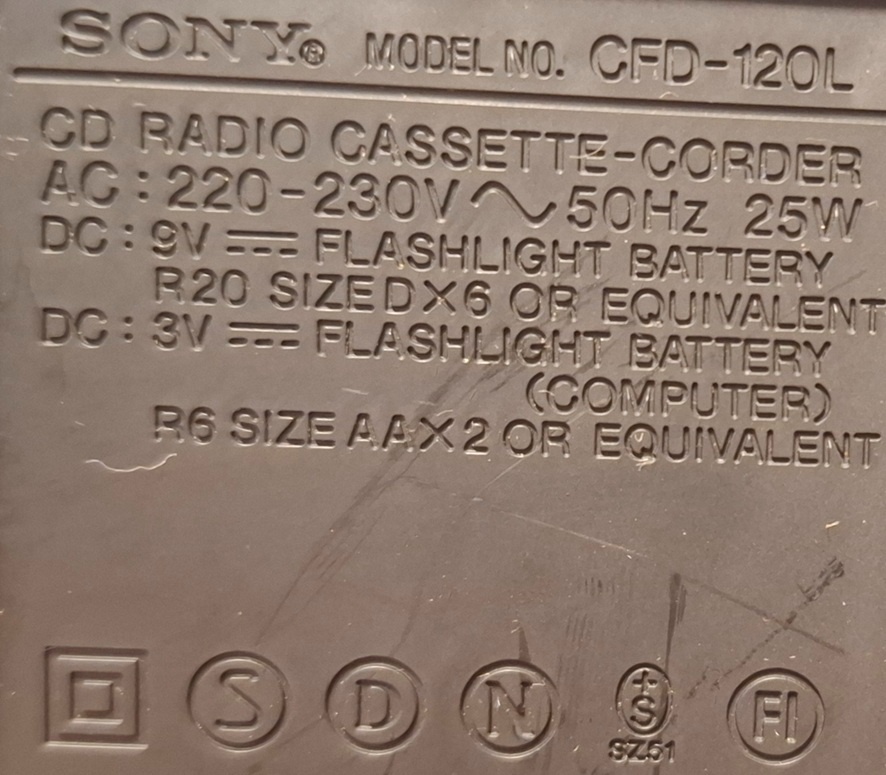 SONY® MODEL NO. CFD-120L
CD RADIO CASSETTE-CORDER
AC : 220-230V ∿ 50Hz 25W
DC : 9V ⎓ FLASHLIGHT BATTERY
R20 SIZE D×6 OR EQUIVALENT
DC : 3V ⎓ FLASHLIGHT BATTERY
(COMPUTER)
R6 SIZE AA×2 OR EQUIVALENT
S D N +S FI
SZ51